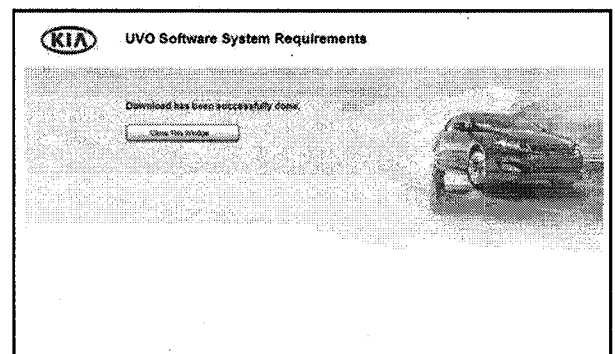 KIA
UVO Software System Requirements
Download has been successfully done.
Close This Window